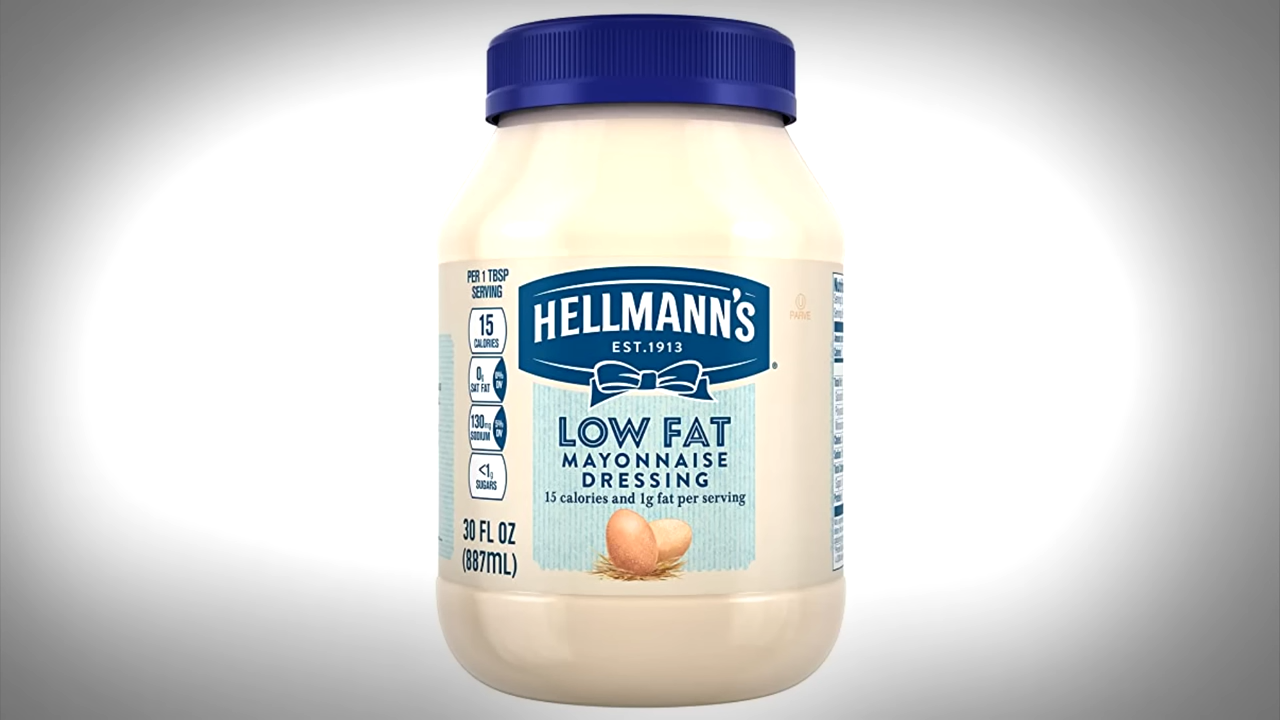 PER 1 TBSP
SERVING
15
CALORIES
0g
SAT FAT
0%
DV
130mg
SODIUM
5%
DV
<1g
SUGARS
30 FL OZ
(887mL)
HELLMANN'S
EST.1913
®
LOW FAT
MAYONNAISE
DRESSING
15 calories and 1g fat per serving
U
PARVE